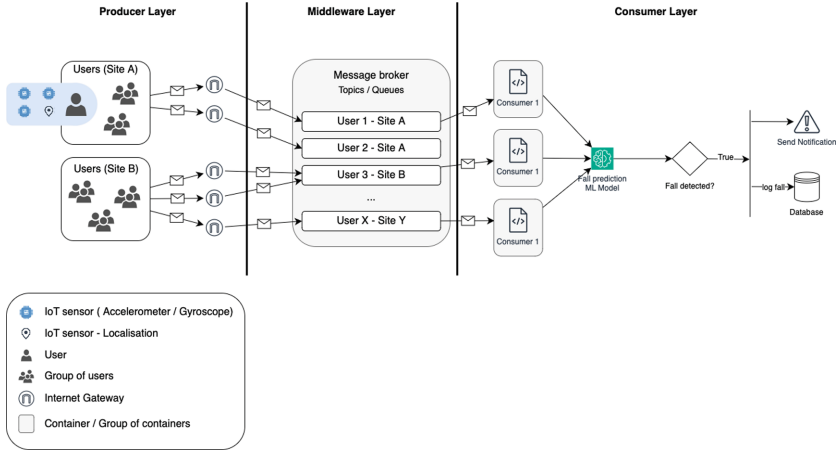 Producer Layer
Middleware Layer
Consumer Layer
Users (Site A)
Users (Site B)
Message broker
Topics / Queues
User 1 - Site A
User 2 - Site A
User 3 - Site B
...
User X - Site Y
</>
Consumer 1
</>
Consumer 1
</>
Consumer 1
Fall prediction
ML Model
Fall detected?
True
Send Notification
log fall
Database
IoT sensor ( Accelerometer / Gyroscope)
IoT sensor - Localisation
User
Group of users
Internet Gateway
Container / Group of containers